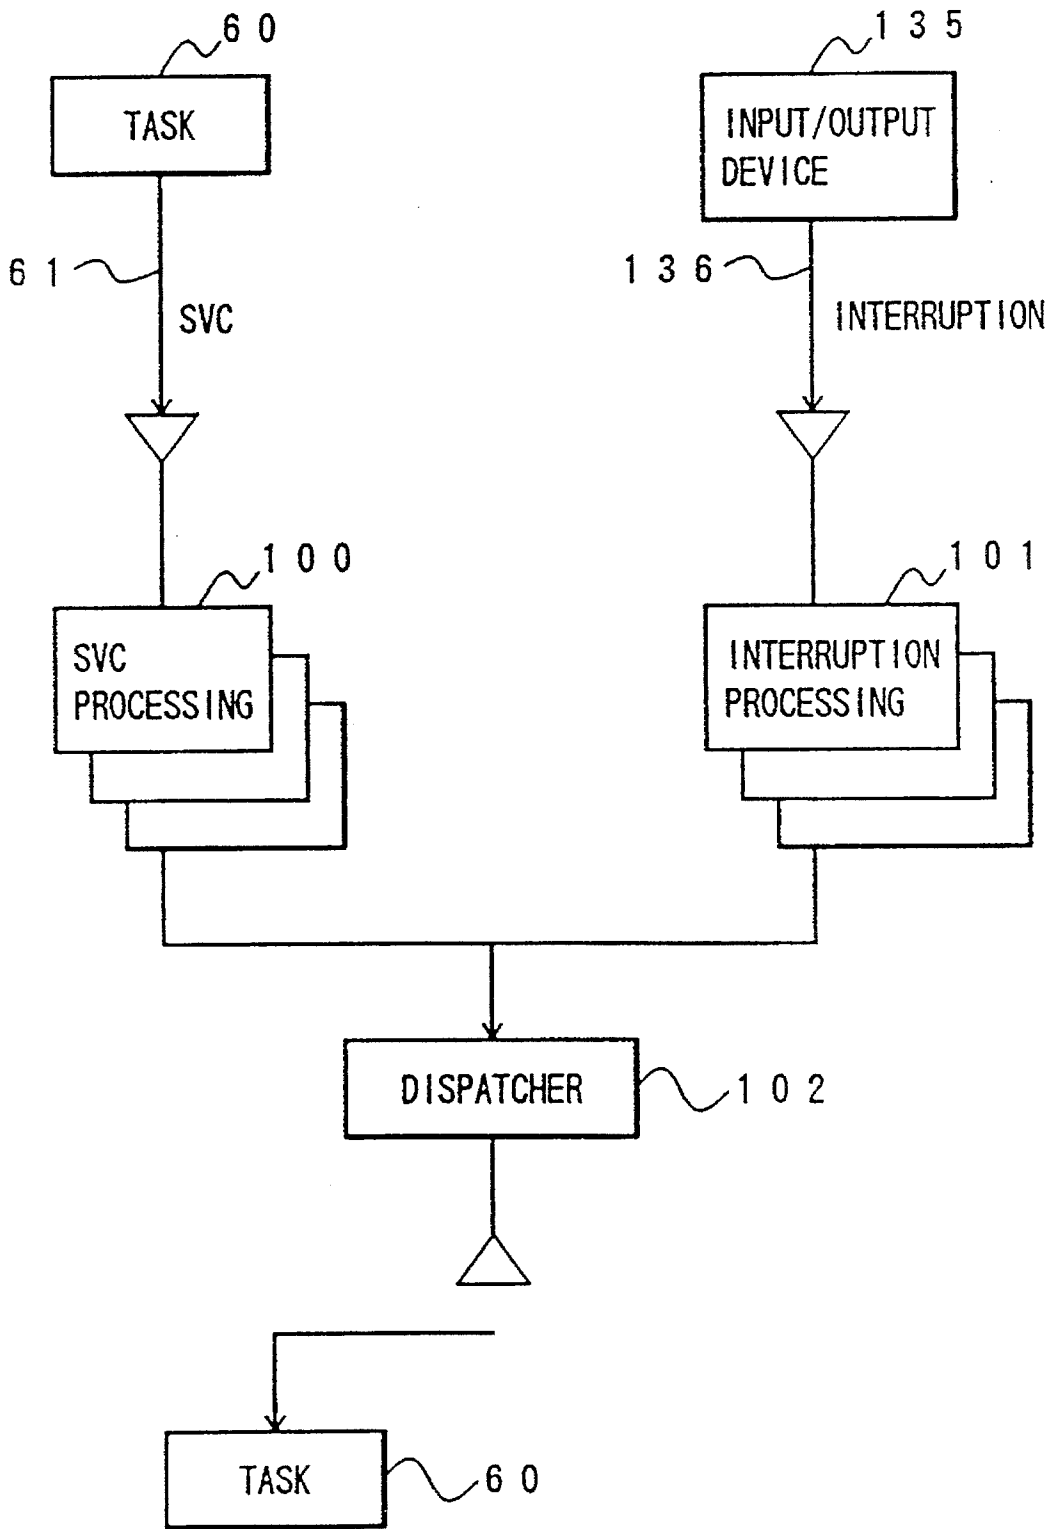 60
135
TASK
INPUT/OUTPUT
DEVICE
61
136
SVC
INTERRUPTION
100
101
SVC
PROCESSING
INTERRUPTION
PROCESSING
DISPATCHER
102
TASK
60